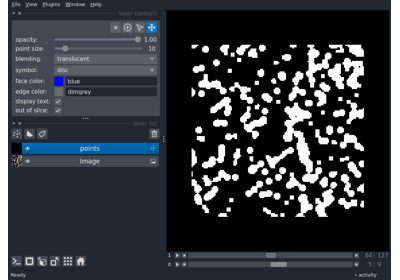 File View Plugins Window Help
layer controls
opacity: 1.00
point size: 10
blending: translucent
symbol: disc
face color: blue
edge color: dimgrey
display text:
out of slice:
layer list
points
Image
1 64 127
0 5 9
Ready
activity